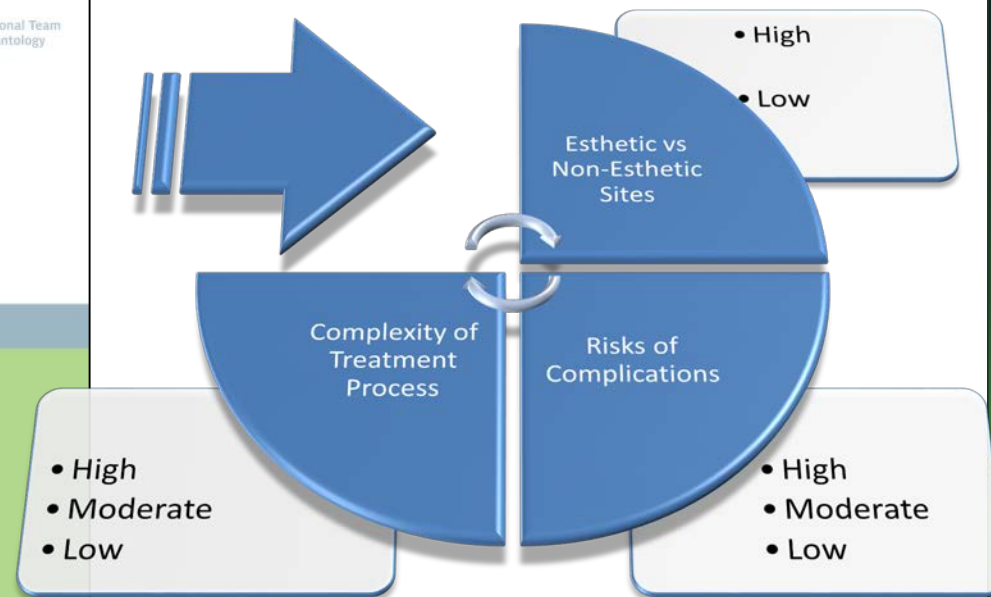 onal Team
ntology
• High
• Low
Esthetic vs
Non-Esthetic
Sites
Complexity of
Treatment
Process
Risks of
Complications
• High
• Moderate
• Low
• High
• Moderate
• Low